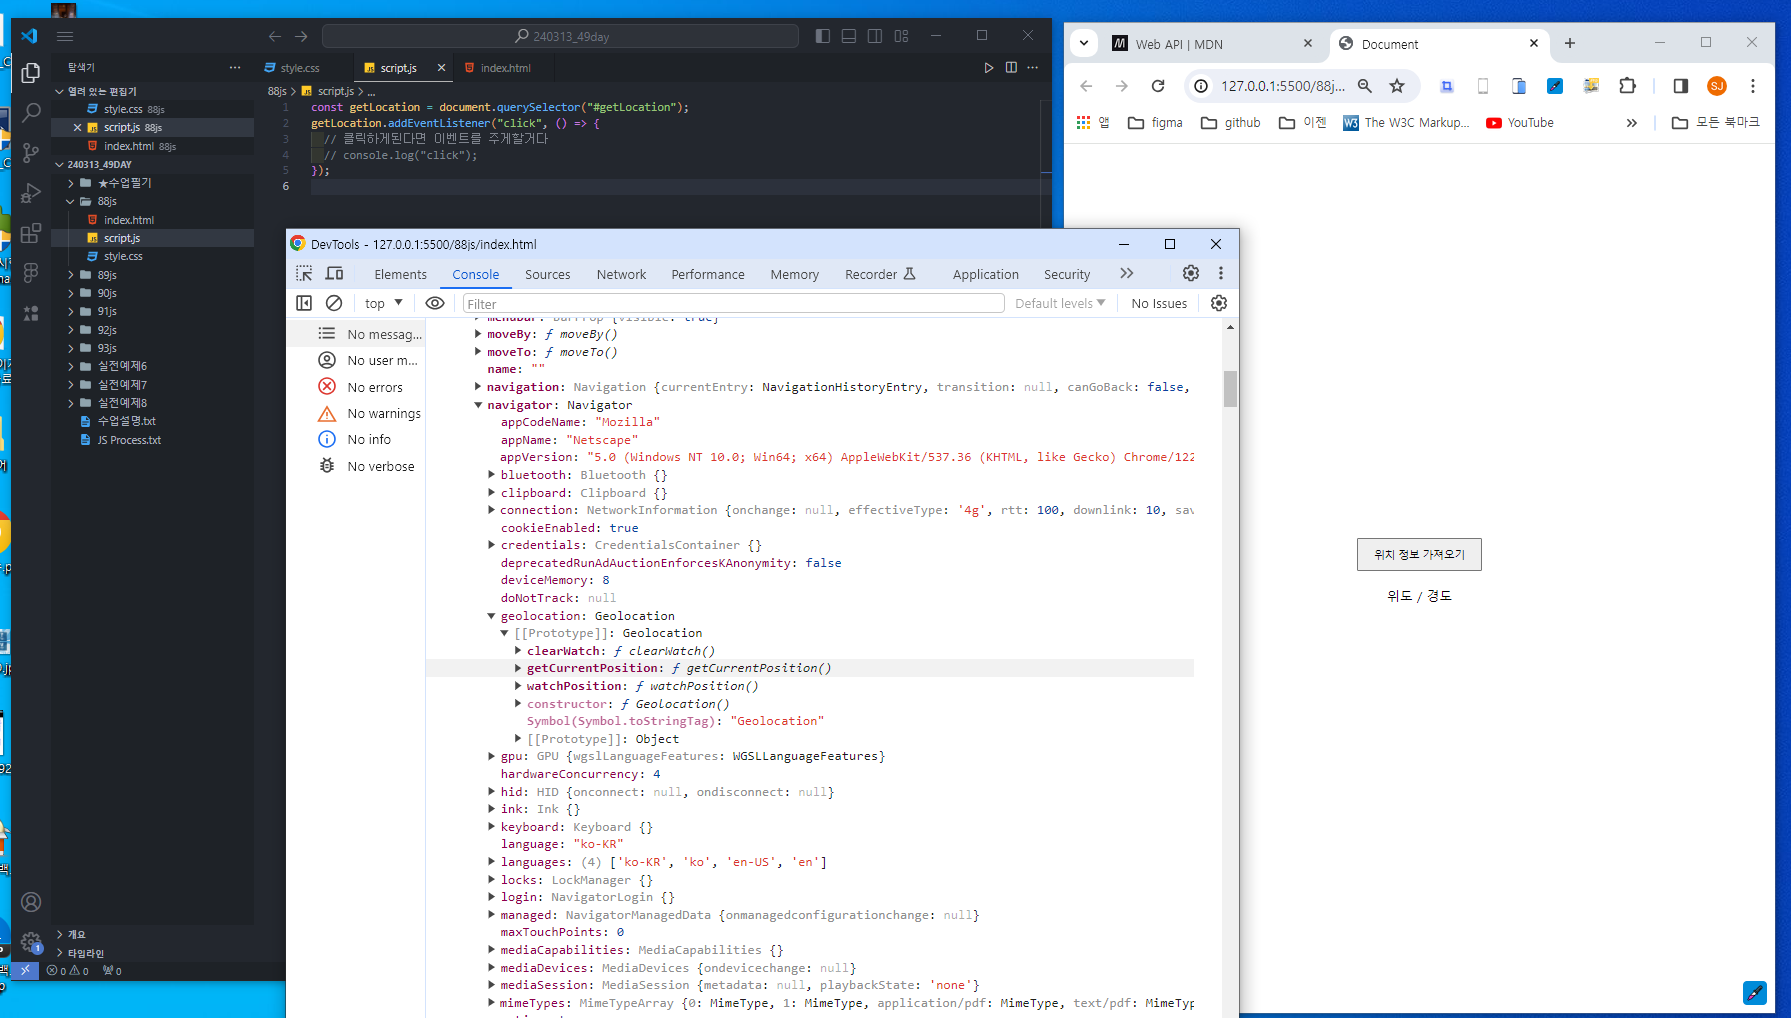 240313_49day
탐색기
style.css
script.js
index.html
열려 있는 편집기
style.css 88js
script.js 88js
index.html 88js
240313_49DAY
★수업필기
88js
index.html
script.js
style.css
89js
90js
91js
92js
93js
실전예제6
실전예제7
실전예제8
수업설명.txt
JS Process.txt
개요
타임라인
0 0 0
1
88js > script.js > ...
1 const getLocation = document.querySelector("#getLocation");
2 getLocation.addEventListener("click", () => {
3 // 클릭하게된다면 이벤트를 주게할거다
4 // console.log("click");
5 });
6
DevTools - 127.0.0.1:5500/88js/index.html
Elements Console Sources Network Performance Memory Recorder Application Security
top Filter Default levels No Issues
No messag...
No user m...
No errors
No warnings
No info
No verbose
menubar: BarProp {visible: true}
moveBy: ƒ moveBy()
moveTo: ƒ moveTo()
name: ""
navigation: Navigation {currentEntry: NavigationHistoryEntry, transition: null, canGoBack: false,
navigator: Navigator
appCodeName: "Mozilla"
appName: "Netscape"
appVersion: "5.0 (Windows NT 10.0; Win64; x64) AppleWebKit/537.36 (KHTML, like Gecko) Chrome/122
bluetooth: Bluetooth {}
clipboard: Clipboard {}
connection: NetworkInformation {onchange: null, effectiveType: '4g', rtt: 100, downlink: 10, sav
cookieEnabled: true
credentials: CredentialsContainer {}
deprecatedRunAdAuctionEnforcesKAnonymity: false
deviceMemory: 8
doNotTrack: null
geolocation: Geolocation
[[Prototype]]: Geolocation
clearWatch: ƒ clearWatch()
getCurrentPosition: ƒ getCurrentPosition()
watchPosition: ƒ watchPosition()
constructor: ƒ Geolocation()
Symbol(Symbol.toStringTag): "Geolocation"
[[Prototype]]: Object
gpu: GPU {wgslLanguageFeatures: WGSLLanguageFeatures}
hardwareConcurrency: 4
hid: HID {onconnect: null, ondisconnect: null}
ink: Ink {}
keyboard: Keyboard {}
language: "ko-KR"
languages: (4) ['ko-KR', 'ko', 'en-US', 'en']
locks: LockManager {}
login: NavigatorLogin {}
managed: NavigatorManagedData {onmanagedconfigurationchange: null}
maxTouchPoints: 0
mediaCapabilities: MediaCapabilities {}
mediaDevices: MediaDevices {ondevicechange: null}
mediaSession: MediaSession {metadata: null, playbackState: 'none'}
mimeTypes: MimeTypeArray {0: MimeType, 1: MimeType, application/pdf: MimeType, text/pdf: MimeTyp
Web API | MDN
Document
127.0.0.1:5500/88j...
SJ
앱 figma github 이젠 The W3C Markup... YouTube 모든 북마크
위치 정보 가져오기
위도 / 경도